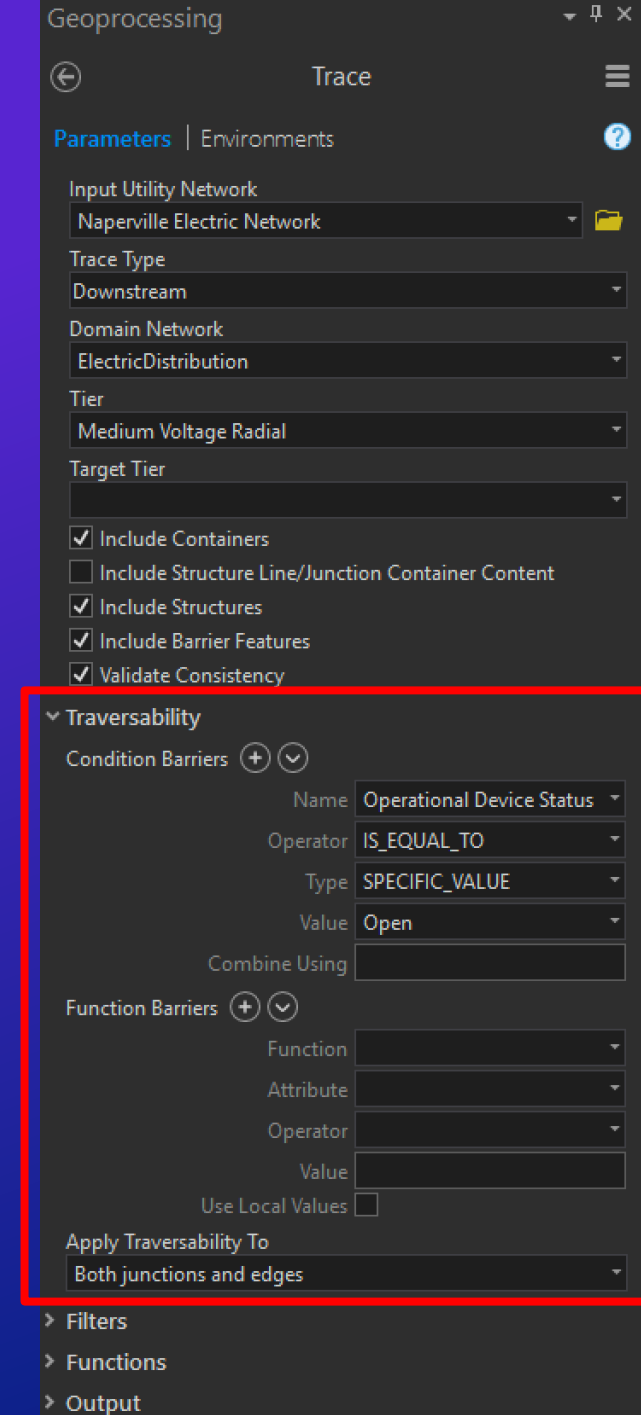 Geoprocessing
Trace
Parameters | Environments
Input Utility Network
Naperville Electric Network
Trace Type
Downstream
Domain Network
ElectricDistribution
Tier
Medium Voltage Radial
Target Tier
Include Containers
Include Structure Line/Junction Container Content
Include Structures
Include Barrier Features
Validate Consistency
Traversability
Condition Barriers
Name Operational Device Status
Operator IS_EQUAL_TO
Type SPECIFIC_VALUE
Value Open
Combine Using
Function Barriers
Function
Attribute
Operator
Value
Use Local Values
Apply Traversability To
Both junctions and edges
Filters
Functions
Output